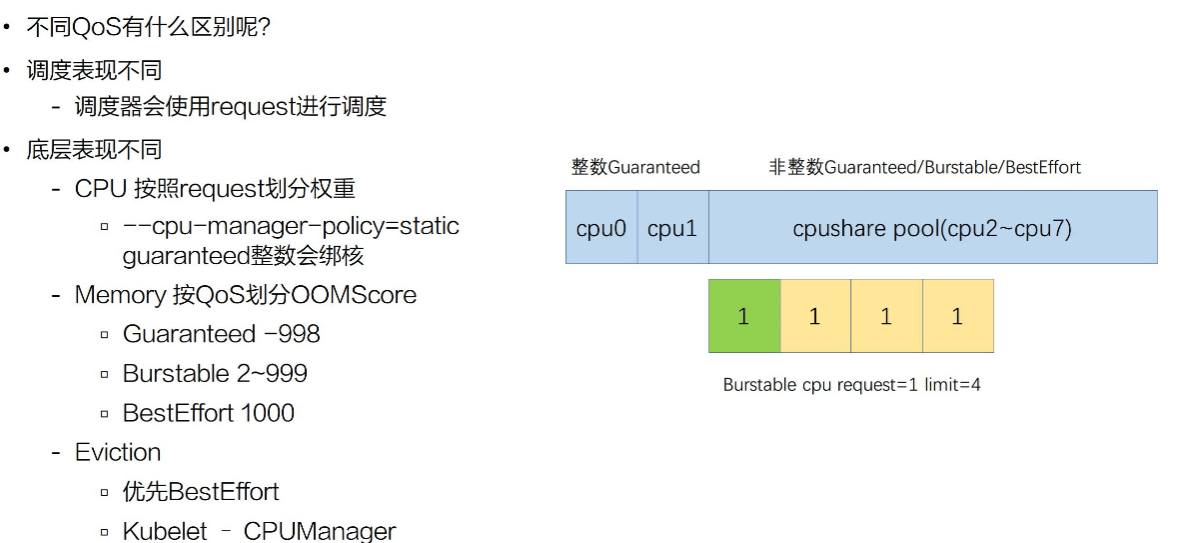 • 不同QoS有什么区别呢?
• 调度表现不同
- 调度器会使用request进行调度
• 底层表现不同
- CPU 按照request划分权重
▫ --cpu-manager-policy=static
guaranteed整数会绑核
- Memory 按QoS划分OOMScore
▫ Guaranteed -998
▫ Burstable 2~999
▫ BestEffort 1000
- Eviction
▫ 优先BestEffort
▫ Kubelet - CPUManager
整数Guaranteed
非整数Guaranteed/Burstable/BestEffort
cpu0 cpu1 cpushare pool(cpu2~cpu7)
1 1 1 1
Burstable cpu request=1 limit=4